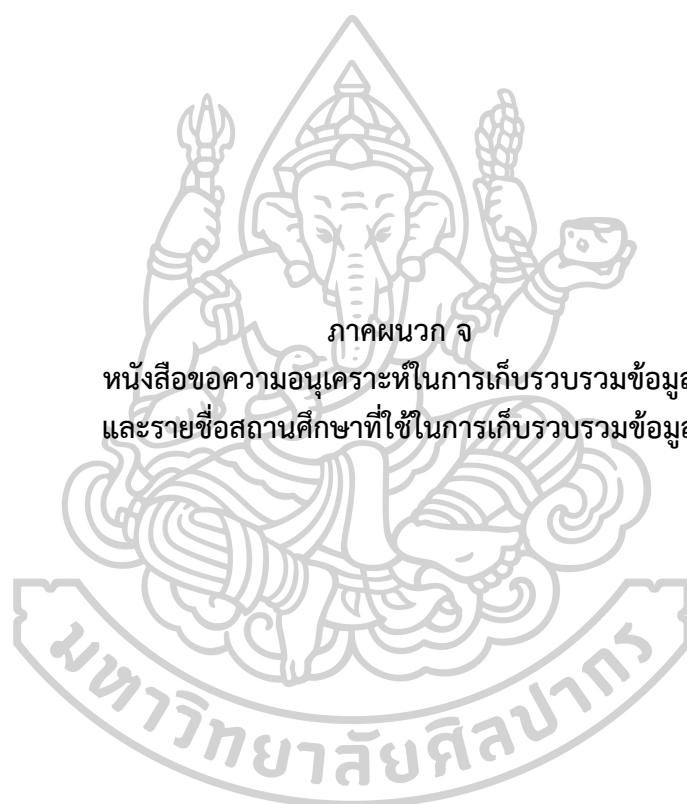 ภาคผนวก จ
หนังสือขอความอนุเคราะห์ในการเก็บรวบรวมข้อมูล
และรายชื่อสถานศึกษาที่ใช้ในการเก็บรวบรวมข้อมูล
มหาวิทยาลัยศิลปากร